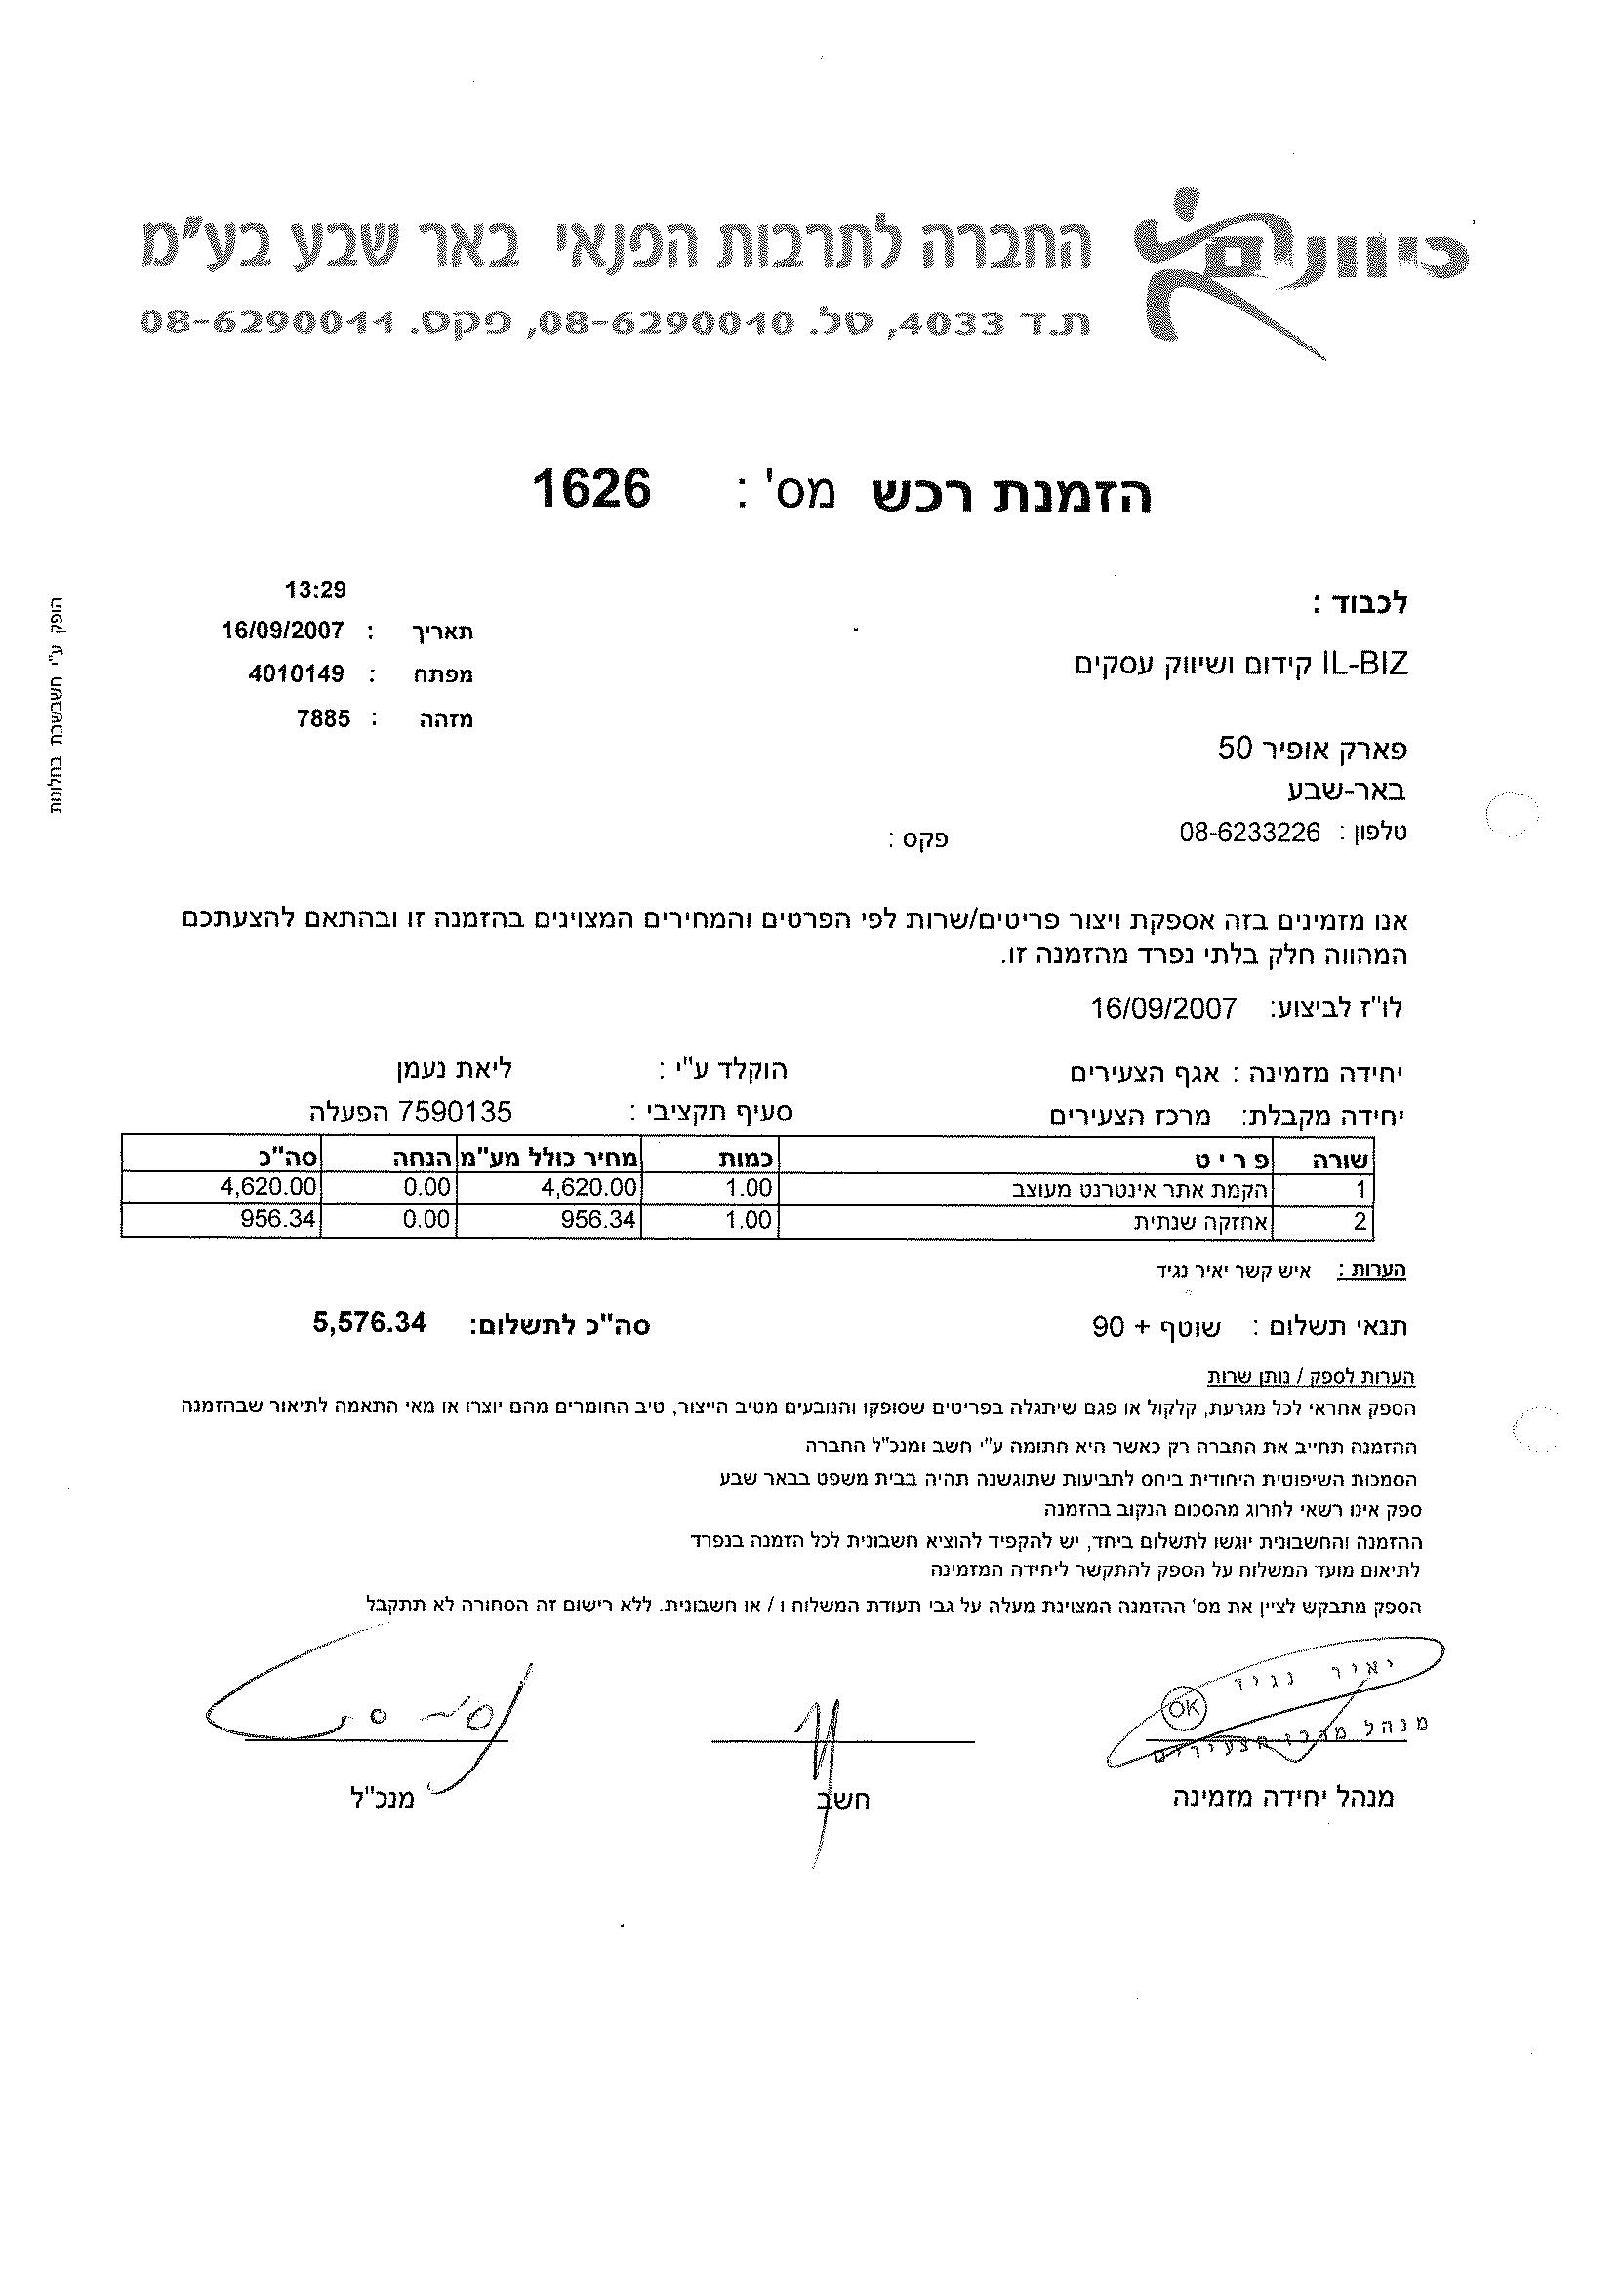 כיוונים החברה לתרבות הפנאי באר שבע בע"מ
ת.ד 4033, טל. 08-6290010, פקס. 08-6290011
הזמנת רכש מס' : 1626
13:29
לכבוד :
תאריך : 16/09/2007
IL-BIZ קידום ושיווק עסקים
מפתח : 4010149
מזהה : 7885
פארק אופיר 50
באר-שבע
טלפון : 08-6233226 פקס :
הופק ע"י חשבשבת בחלונות
אנו מזמינים בזה אספקת ויצור פריטים/שרות לפי הפרטים והמחירים המצוינים בהזמנה זו ובהתאם להצעתכם
המהווה חלק בלתי נפרד מהזמנה זו.
לו"ז לביצוע: 16/09/2007
יחידה מזמינה : אגף הצעירים הוקלד ע"י : ליאת נעמן
יחידה מקבלת: מרכז הצעירים סעיף תקציבי : 7590135 הפעלה
שורה פ ר י ט כמות מחיר כולל מע"מ הנחה סה"כ
1 הקמת אתר אינטרנט מעוצב 1.00 4,620.00 0.00 4,620.00
2 אחזקה שנתית 1.00 956.34 0.00 956.34
הערות : איש קשר יאיר נגיד
תנאי תשלום : שוטף + 90 סה"כ לתשלום: 5,576.34
הערות לספק / נותן שרות
הספק אחראי לכל מגרעת, קלקול או פגם שיתגלה בפריטים שסופקו והנובעים מטיב הייצור, טיב החומרים מהם יוצרו או מאי התאמה לתיאור שבהזמנה
ההזמנה תחייב את החברה רק כאשר היא חתומה ע"י חשב ומנכ"ל החברה
הסמכות השיפוטית היחודית ביחס לתביעות שתוגשנה תהיה בבית משפט בבאר שבע
ספק אינו רשאי לחרוג מהסכום הנקוב בהזמנה
ההזמנה והחשבונית יוגשו לתשלום ביחד, יש להקפיד להוציא חשבונית לכל הזמנה בנפרד
לתיאום מועד המשלוח על הספק להתקשר ליחידה המזמינה
הספק מתבקש לציין את מס' ההזמנה המצוינת מעלה על גבי תעודת המשלוח ו / או חשבונית. ללא רישום זה הסחורה לא תתקבל
יאיר נגיד
OK
מנהל מרכז הצעירים
מנהל יחידה מזמינה חשב מנכ"ל